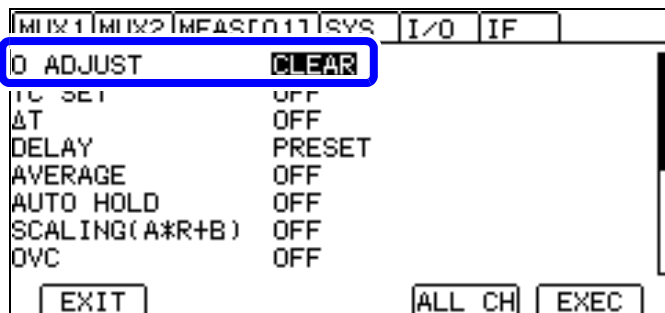 MUX1 MUX2 MEAS[01] SYS I/O IF
0 ADJUST CLEAR
TC SET OFF
ΔT OFF
DELAY PRESET
AVERAGE OFF
AUTO HOLD OFF
SCALING(A*R+B) OFF
OVC OFF
EXIT ALL CH EXEC